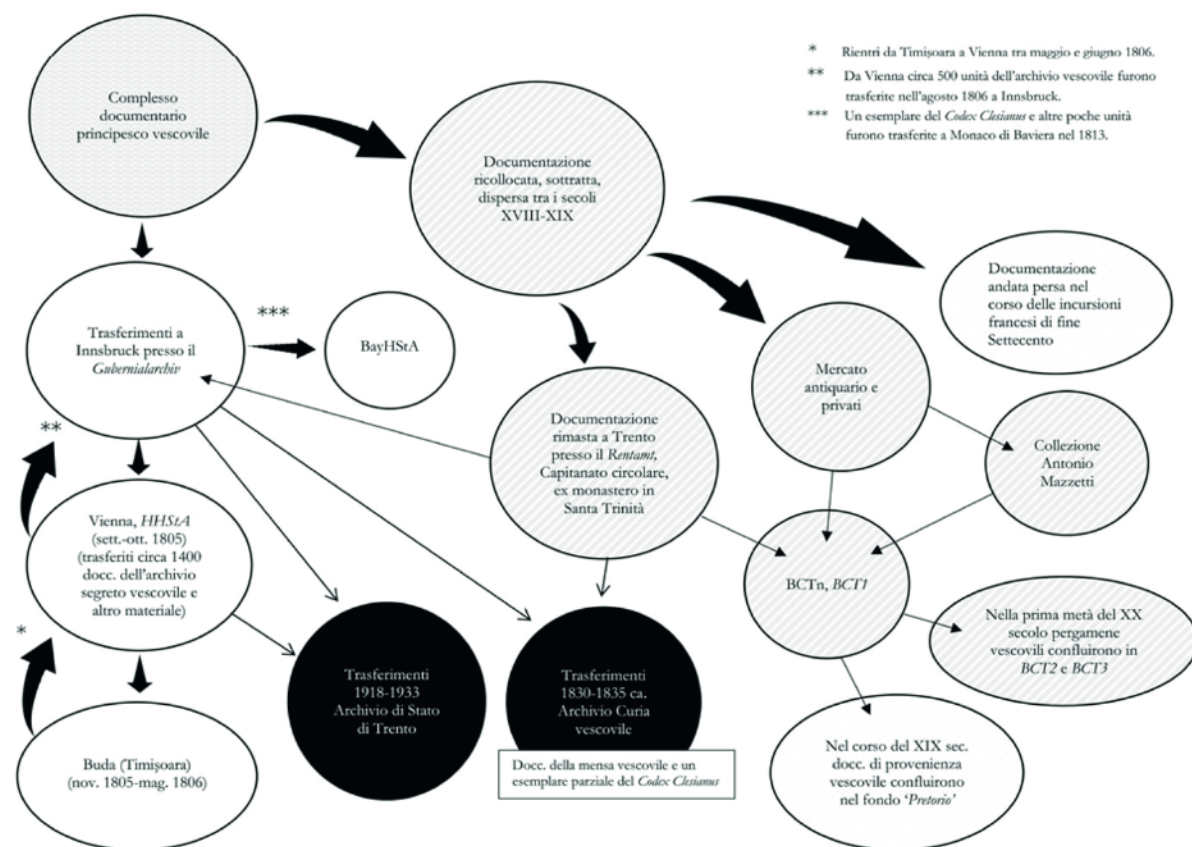 Complesso
documentario
principesco vescovile
* Rientri da Timişoara a Vienna tra maggio e giugno 1806.
** Da Vienna circa 500 unità dell'archivio vescovile furono
trasferite nell'agosto 1806 a Innsbruck.
*** Un esemplare del Codex Clesianus e altre poche unità
furono trasferite a Monaco di Baviera nel 1813.
Documentazione
ricollocata, sottratta,
dispersa tra i secoli
XVIII-XIX
Documentazione
andata persa nel
corso delle incursioni
francesi di fine
Settecento
Trasferimenti a
Innsbruck presso il
Gubernialarchiv
***
BayHStA
Mercato
antiquario e
privati
Documentazione
rimasta a Trento
presso il Rentamt,
Capitanato circolare,
ex monastero in
Santa Trinità
Collezione
Antonio
Mazzetti
**
Vienna, HHStA
(sett.-ott. 1805)
(trasferiti circa 1400
docc. dell'archivio
segreto vescovile e
altro materiale)
BCTn, BCT1
Nella prima metà del XX
secolo pergamene
vescovili confluirono in
BCT2 e BCT3
*
Trasferimenti
1918-1933
Archivio di Stato
di Trento
Trasferimenti
1830-1835 ca.
Archivio Curia
vescovile
Docc. della mensa vescovile e un
esemplare parziale del Codex Clesianus
Buda (Timişoara)
(nov. 1805-mag. 1806)
Nel corso del XIX sec.
docc. di provenienza
vescovile confluirono
nel fondo 'Pretorio'